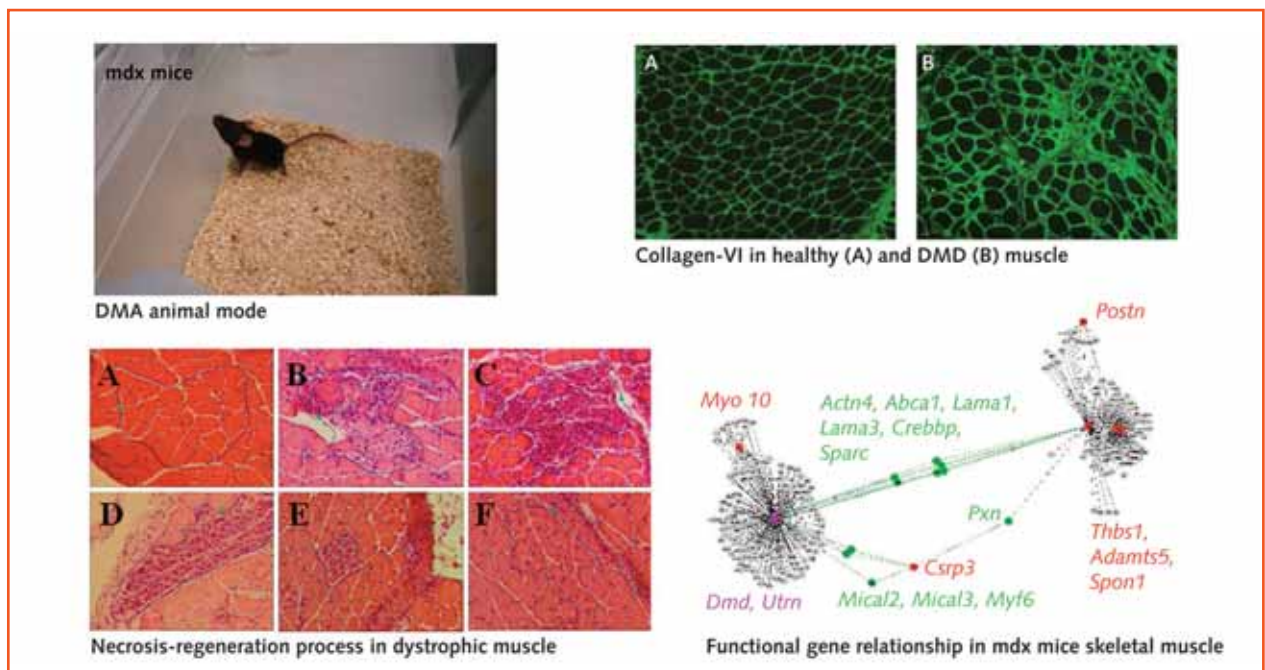 mdx mice
DMA animal mode
A
B
Collagen-VI in healthy (A) and DMD (B) muscle
A
B
C
D
E
F
Necrosis-regeneration process in dystrophic muscle
Postn
Myo 10
Actn4, Abca1, Lama1,
Lama3, Crebbp,
Sparc
Pxn
Thbs1,
Adamts5,
Spon1
Csrp3
Dmd, Utrn
Mical2, Mical3, Myf6
Functional gene relationship in mdx mice skeletal muscle